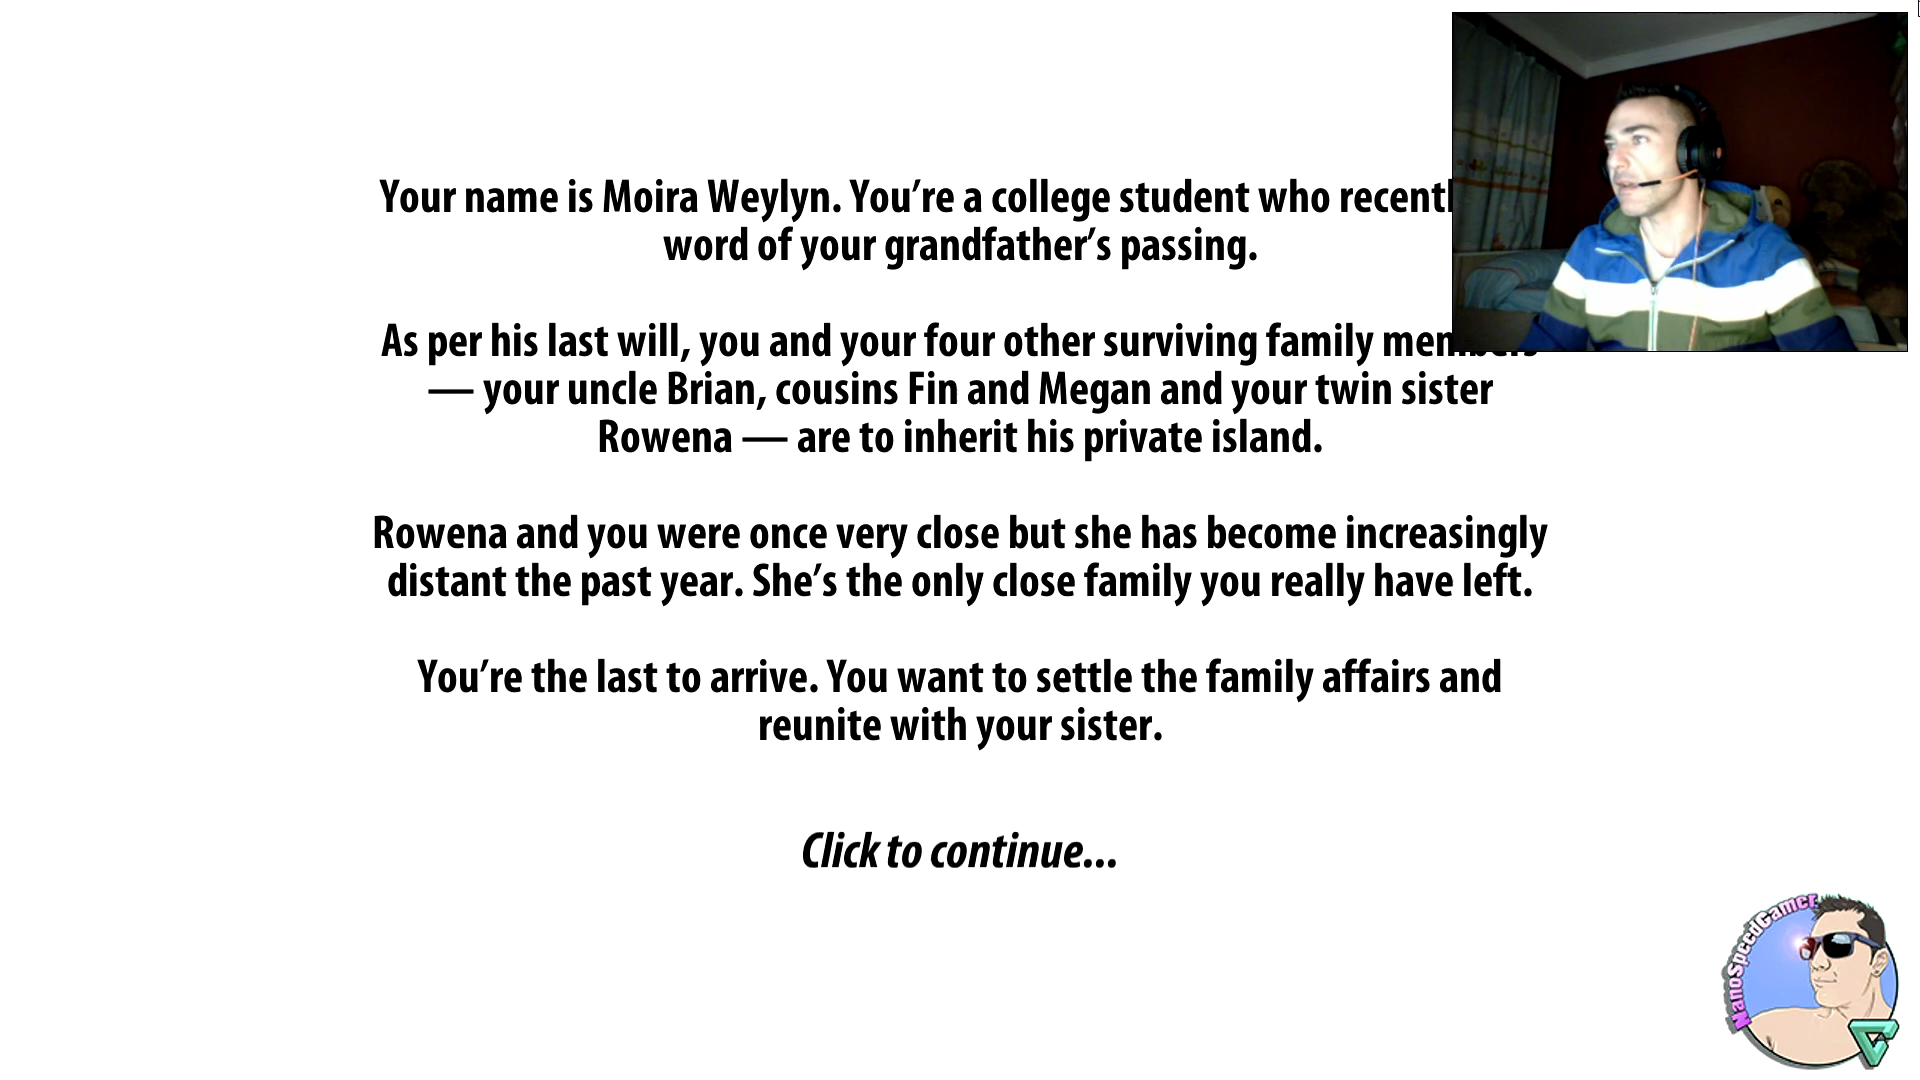 Your name is Moira Weylyn. You're a college student who
word of your grandfather's passing.
As per his last will, you and your four other surviving family members
— your uncle Brian, cousins Fin and Megan and your twin sister
Rowena — are to inherit his private island.
Rowena and you were once very close but she has become increasingly
distant the past year. She's the only close family you really have left.
You're the last to arrive. You want to settle the family affairs and
reunite with your sister.
Click to continue...
NanoSpeedGamer